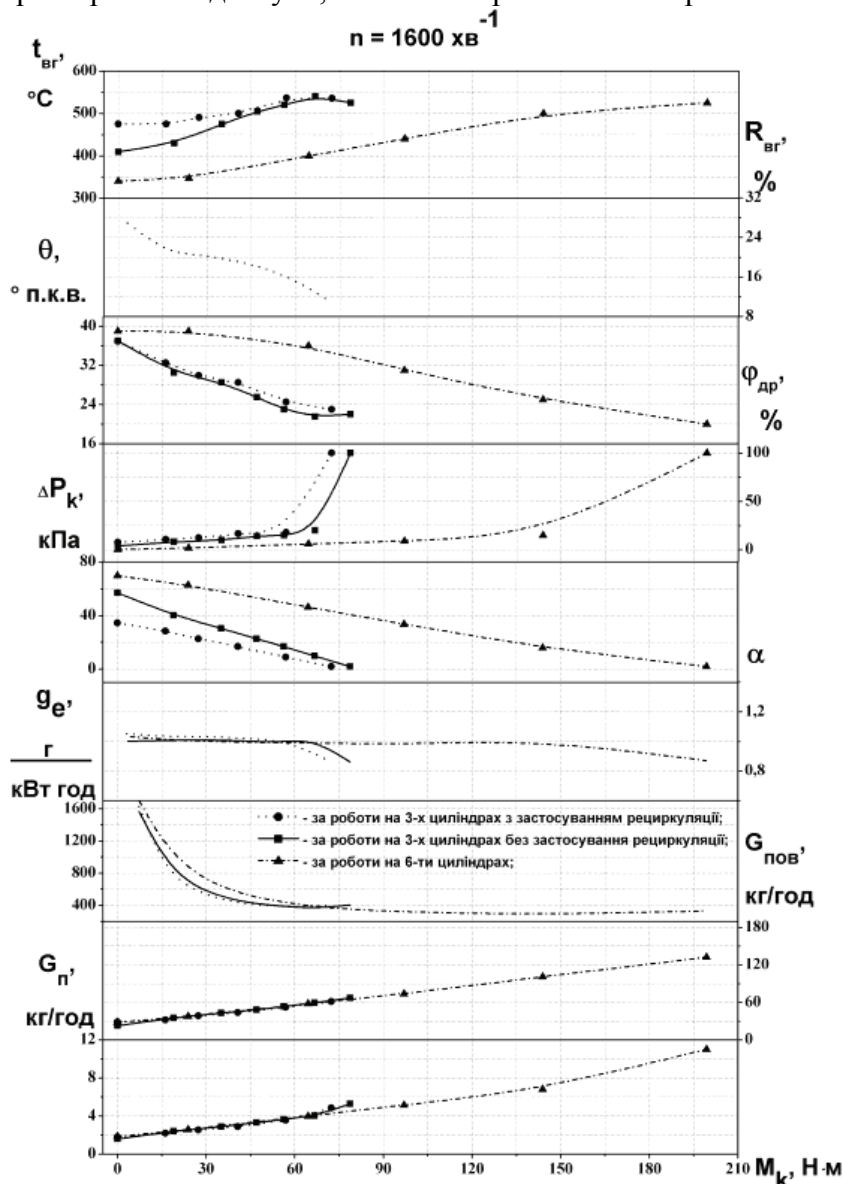 n = 1600 хв-1
tвг,
°C
600
500
400
300
Rвг,
%
32
24
16
8
θ,
° п.к.в.
40
32
24
16
φдр,
%
100
50
0
ΔPk,
кПа
80
40
0
α
1,2
0,8
ge,
г
кВт год
1600
1200
800
400
- за роботи на 3-х циліндрах з застосуванням рециркуляції;
- за роботи на 3-х циліндрах без застосування рециркуляції;
- за роботи на 6-ти циліндрах;
Gпов,
кг/год
180
120
60
0
Gп,
кг/год
12
8
4
0
0 30 60 90 120 150 180 210
Mk, Н·м